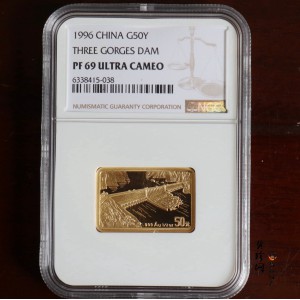 1996 CHINA G50Y
THREE GORGES DAM
PF 69 ULTRA CAMEO
6338415-038
NUMISMATIC GUARANTY CORPORATION
NGC
50元